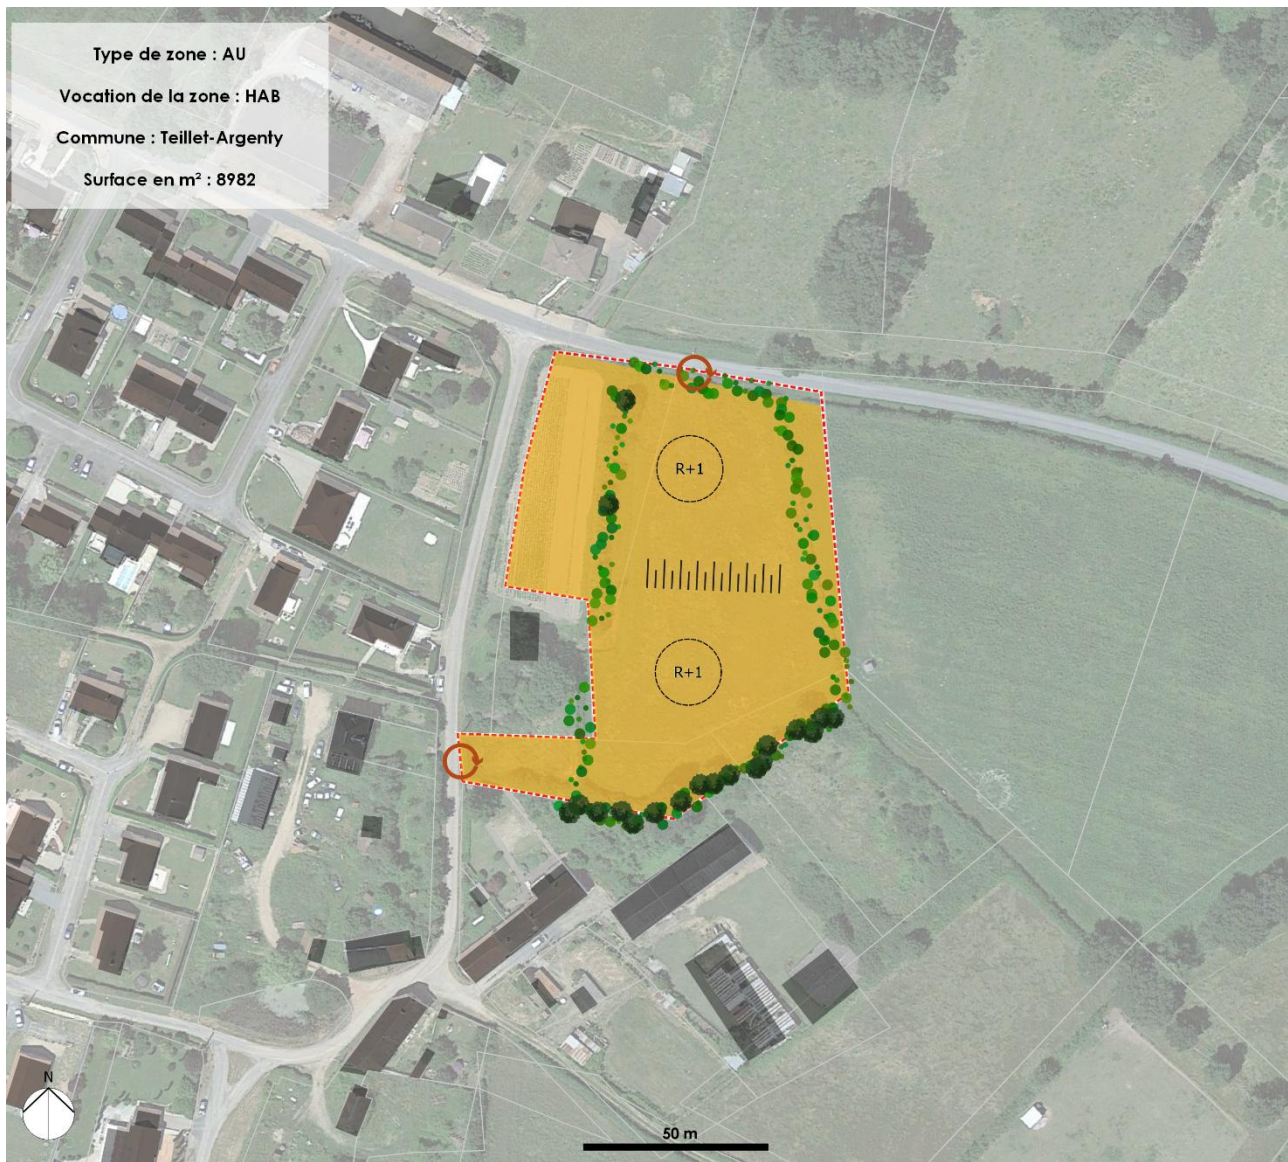 Type de zone : AU
Vocation de la zone : HAB
Commune : Teillet-Argenty
Surface en m² : 8982
R+1
R+1
N
50 m